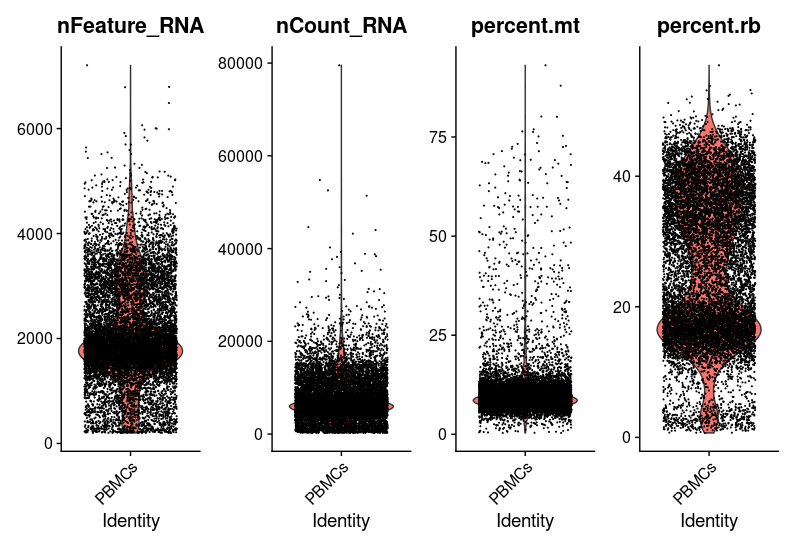 nFeature_RNA
6000
4000
2000
0
PBMCs
Identity
nCount_RNA
80000
60000
40000
20000
0
PBMCs
Identity
percent.mt
75
50
25
0
PBMCs
Identity
percent.rb
40
20
0
PBMCs
Identity